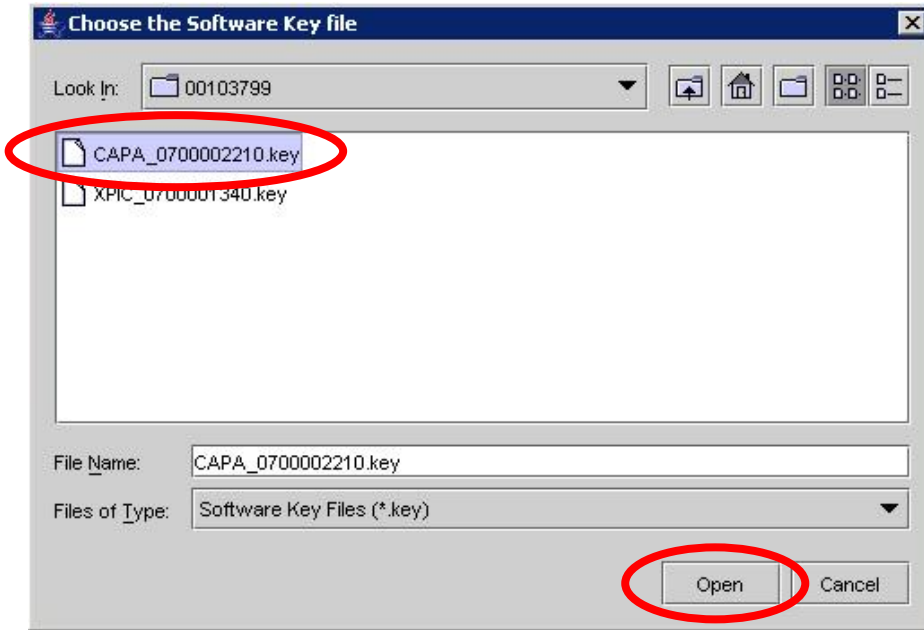 Choose the Software Key file
Look In: 00103799
CAPA_0700002210.key
XPIC_0700001340.key
File Name: CAPA_0700002210.key
Files of Type: Software Key Files (*.key)
Open Cancel